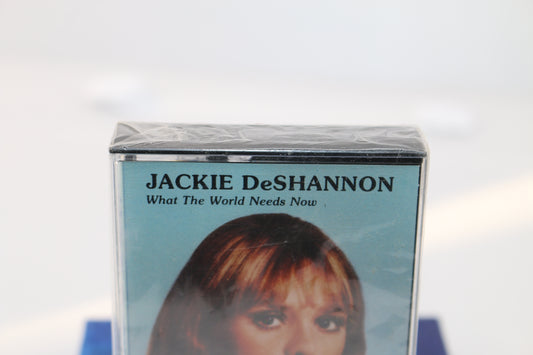 JACKIE DeSHANNON
What The World Needs Now